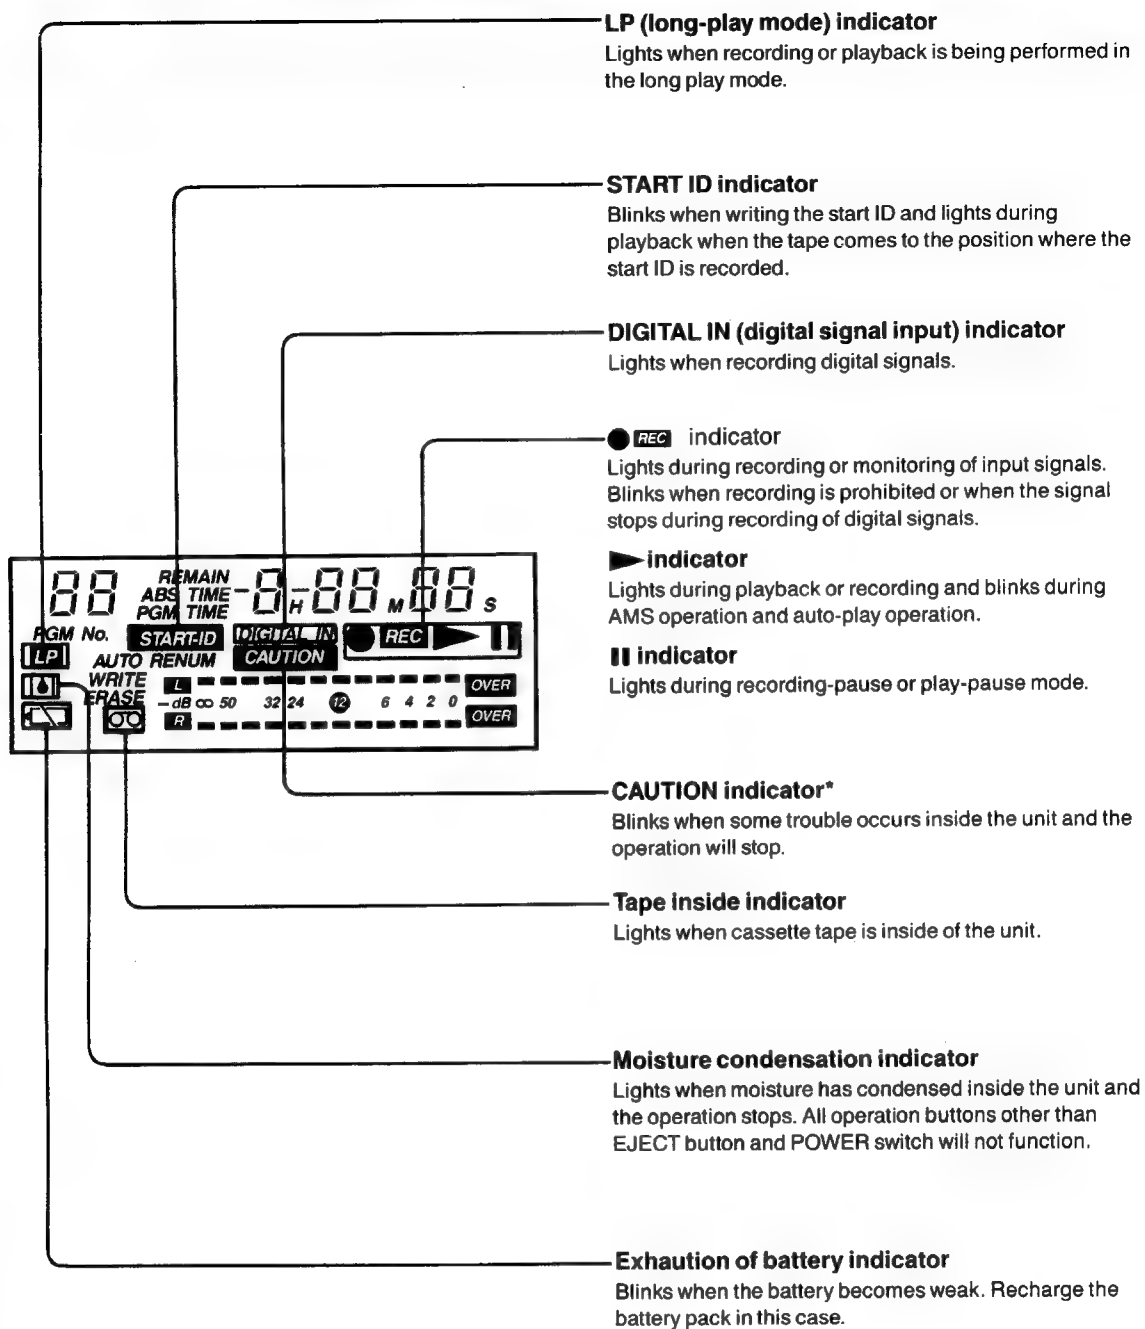 LP (long-play mode) indicator
Lights when recording or playback is being performed in
the long play mode.
START ID indicator
Blinks when writing the start ID and lights during
playback when the tape comes to the position where the
start ID is recorded.
DIGITAL IN (digital signal input) indicator
Lights when recording digital signals.
● REC indicator
Lights during recording or monitoring of input signals.
Blinks when recording is prohibited or when the signal
stops during recording of digital signals.
▶ indicator
Lights during playback or recording and blinks during
AMS operation and auto-play operation.
II indicator
Lights during recording-pause or play-pause mode.
88 REMAIN
ABS TIME -8 H 88 M 88 S
PGM TIME
PGM No. START-ID DIGITAL IN ● REC ▶ II
LP AUTO RENUM CAUTION
WRITE L OVER
ERASE -dB ∞ 50 32 24 12 6 4 2 0
R OVER
CAUTION indicator*
Blinks when some trouble occurs inside the unit and the
operation will stop.
Tape inside indicator
Lights when cassette tape is inside of the unit.
Moisture condensation indicator
Lights when moisture has condensed inside the unit and
the operation stops. All operation buttons other than
EJECT button and POWER switch will not function.
Exhaution of battery indicator
Blinks when the battery becomes weak. Recharge the
battery pack in this case.